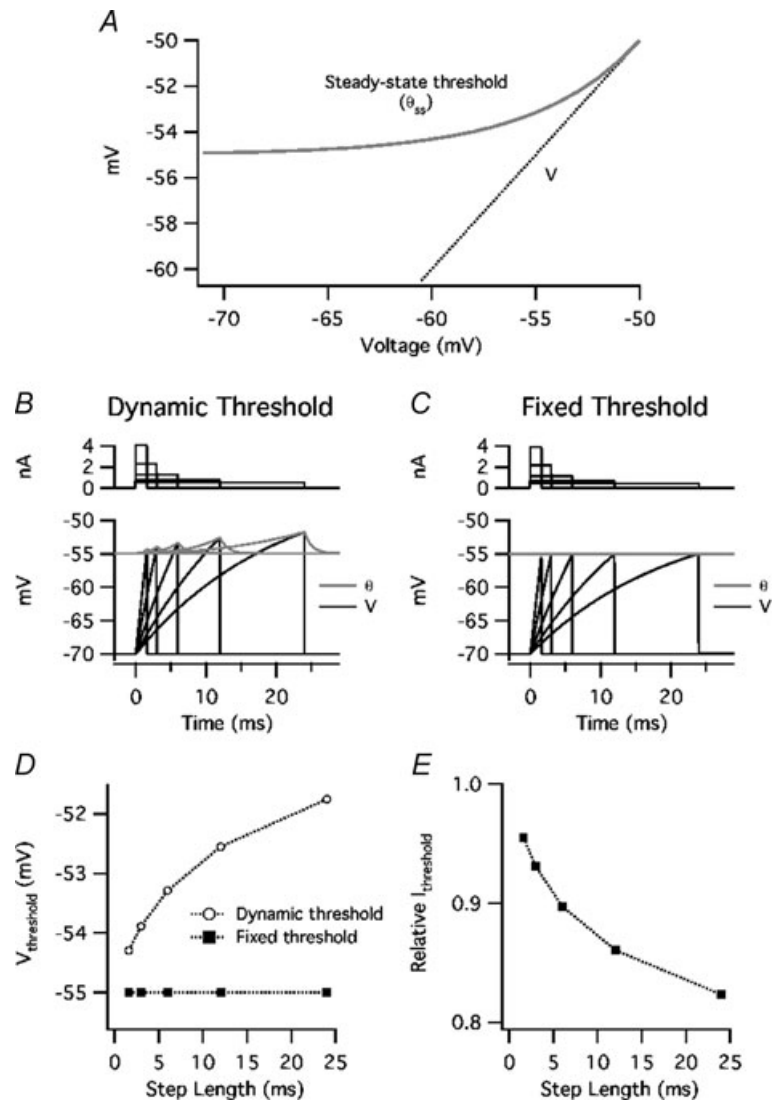 A
-50
-52
-54
-56
-58
-60
mV
Steady-state threshold
(θss)
V
-70
-65
-60
-55
-50
Voltage (mV)
B
Dynamic Threshold
4
2
0
nA
-50
-55
-60
-65
-70
mV
θ
V
0
10
20
Time (ms)
C
Fixed Threshold
4
2
0
nA
-50
-55
-60
-65
-70
mV
θ
V
0
10
20
Time (ms)
D
-52
-53
-54
-55
Vthreshold (mV)
Dynamic threshold
Fixed threshold
0
5
10
15
20
25
Step Length (ms)
E
1.0
0.9
0.8
Relative Ithreshold
0
5
10
15
20
25
Step Length (ms)